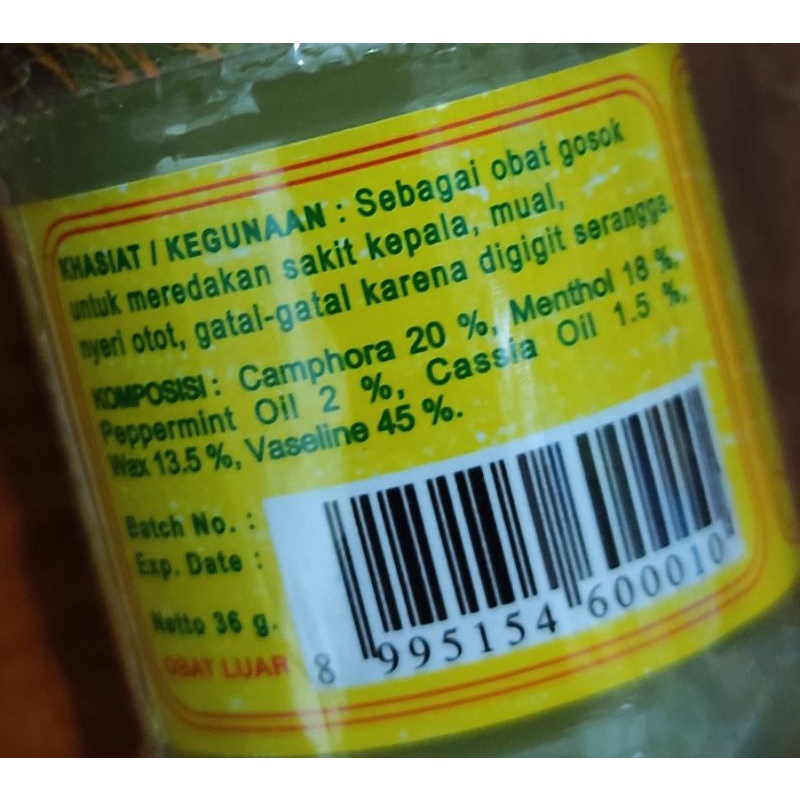 KHASIAT / KEGUNAAN : Sebagai obat gosok
untuk meredakan sakit kepala, mual,
nyeri otot, gatal-gatal karena digigit serangga.
KOMPOSISI : Camphora 20 %, Menthol 18 %,
Peppermint Oil 2 %, Cassia Oil 1.5 %,
Wax 13.5 %, Vaseline 45 %.
Batch No. :
Exp. Date :
Netto 36 g.
OBAT LUAR
8 995154 600010